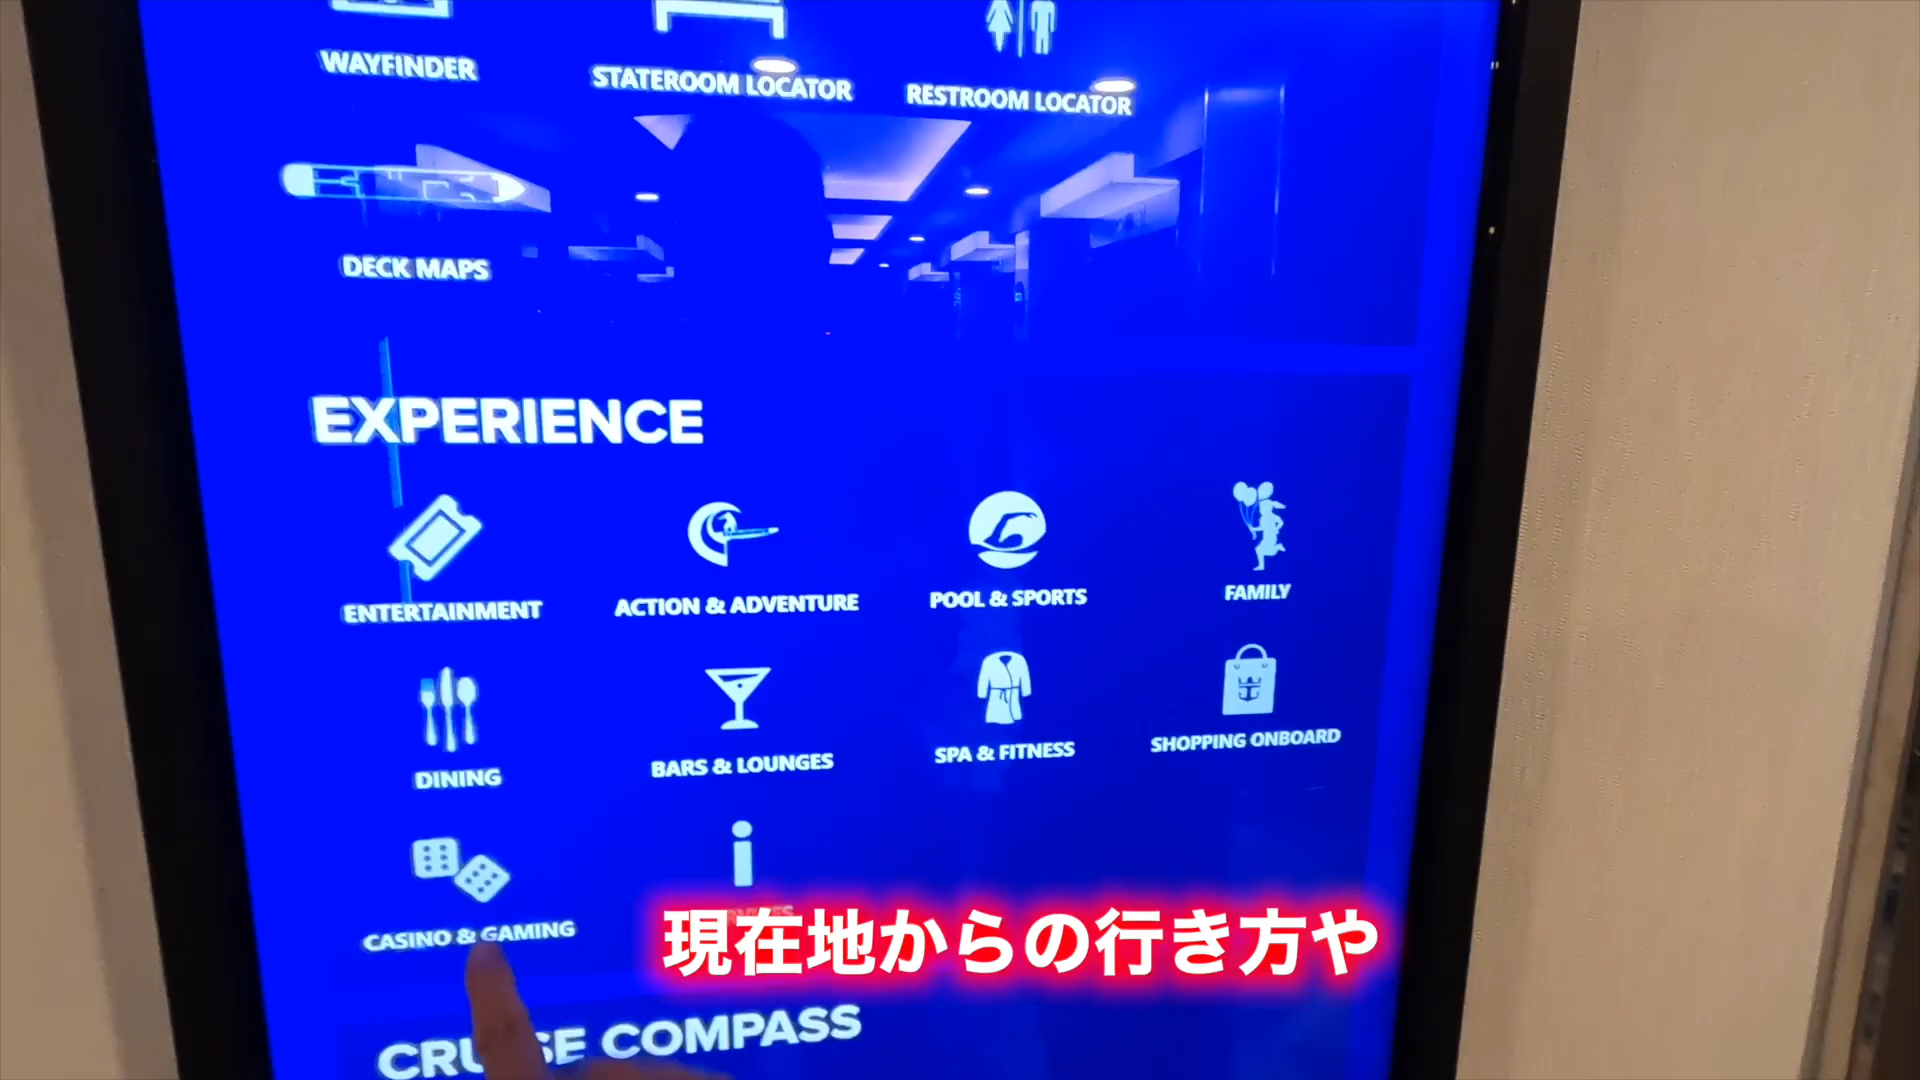 WAYFINDER
STATEROOM LOCATOR
RESTROOM LOCATOR
DECK MAPS
EXPERIENCE
ENTERTAINMENT
ACTION & ADVENTURE
POOL & SPORTS
FAMILY
DINING
BARS & LOUNGES
SPA & FITNESS
SHOPPING ONBOARD
CASINO & GAMING
現在地からの行き方や
COMPASS